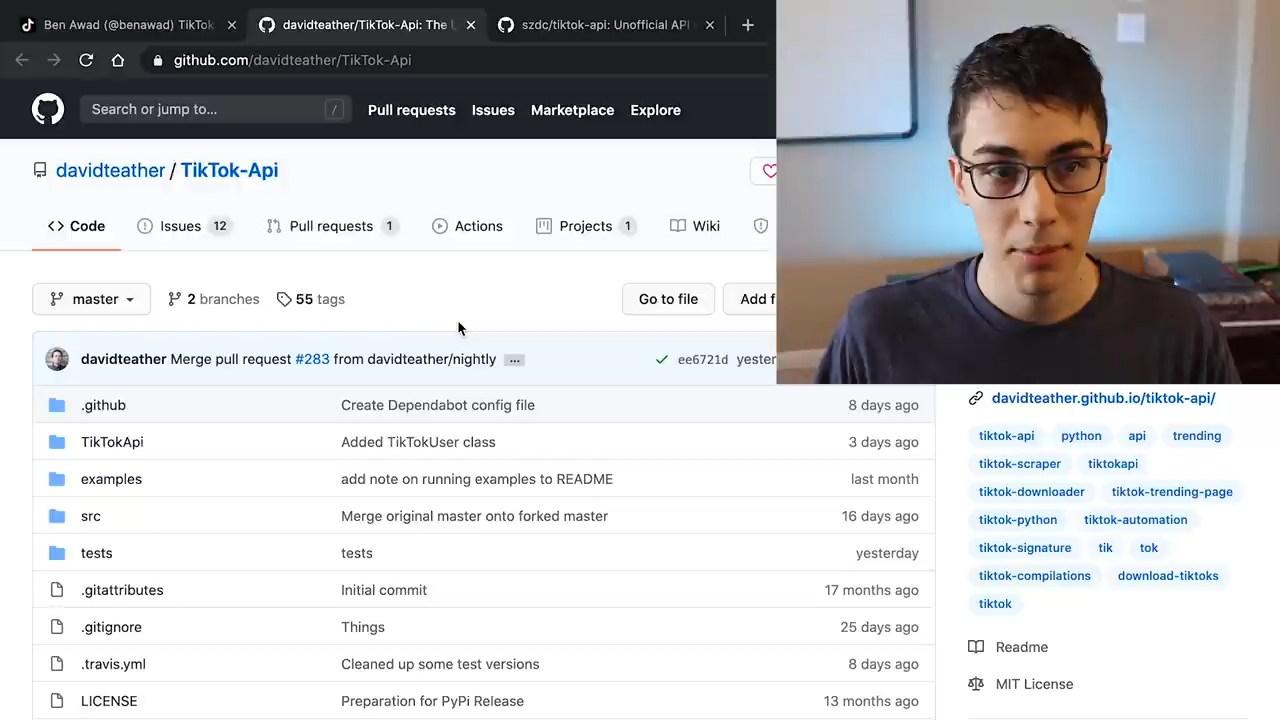 Ben Awad (@benawad) TikTok
davidteather/TikTok-Api: The U
szdc/tiktok-api: Unofficial API
github.com/davidteather/TikTok-Api
Search or jump to...
/
Pull requests
Issues
Marketplace
Explore
davidteather / TikTok-Api
Code
Issues 12
Pull requests 1
Actions
Projects 1
Wiki
master
2 branches
55 tags
Go to file
Add f
davidteather Merge pull request #283 from davidteather/nightly ...
ee6721d yester
.github Create Dependabot config file 8 days ago
TikTokApi Added TikTokUser class 3 days ago
examples add note on running examples to README last month
src Merge original master onto forked master 16 days ago
tests tests yesterday
.gitattributes Initial commit 17 months ago
.gitignore Things 25 days ago
.travis.yml Cleaned up some test versions 8 days ago
LICENSE Preparation for PyPi Release 13 months ago
davidteather.github.io/tiktok-api/
tiktok-api python api trending
tiktok-scraper tiktokapi
tiktok-downloader tiktok-trending-page
tiktok-python tiktok-automation
tiktok-signature tik tok
tiktok-compilations download-tiktoks
tiktok
Readme
MIT License